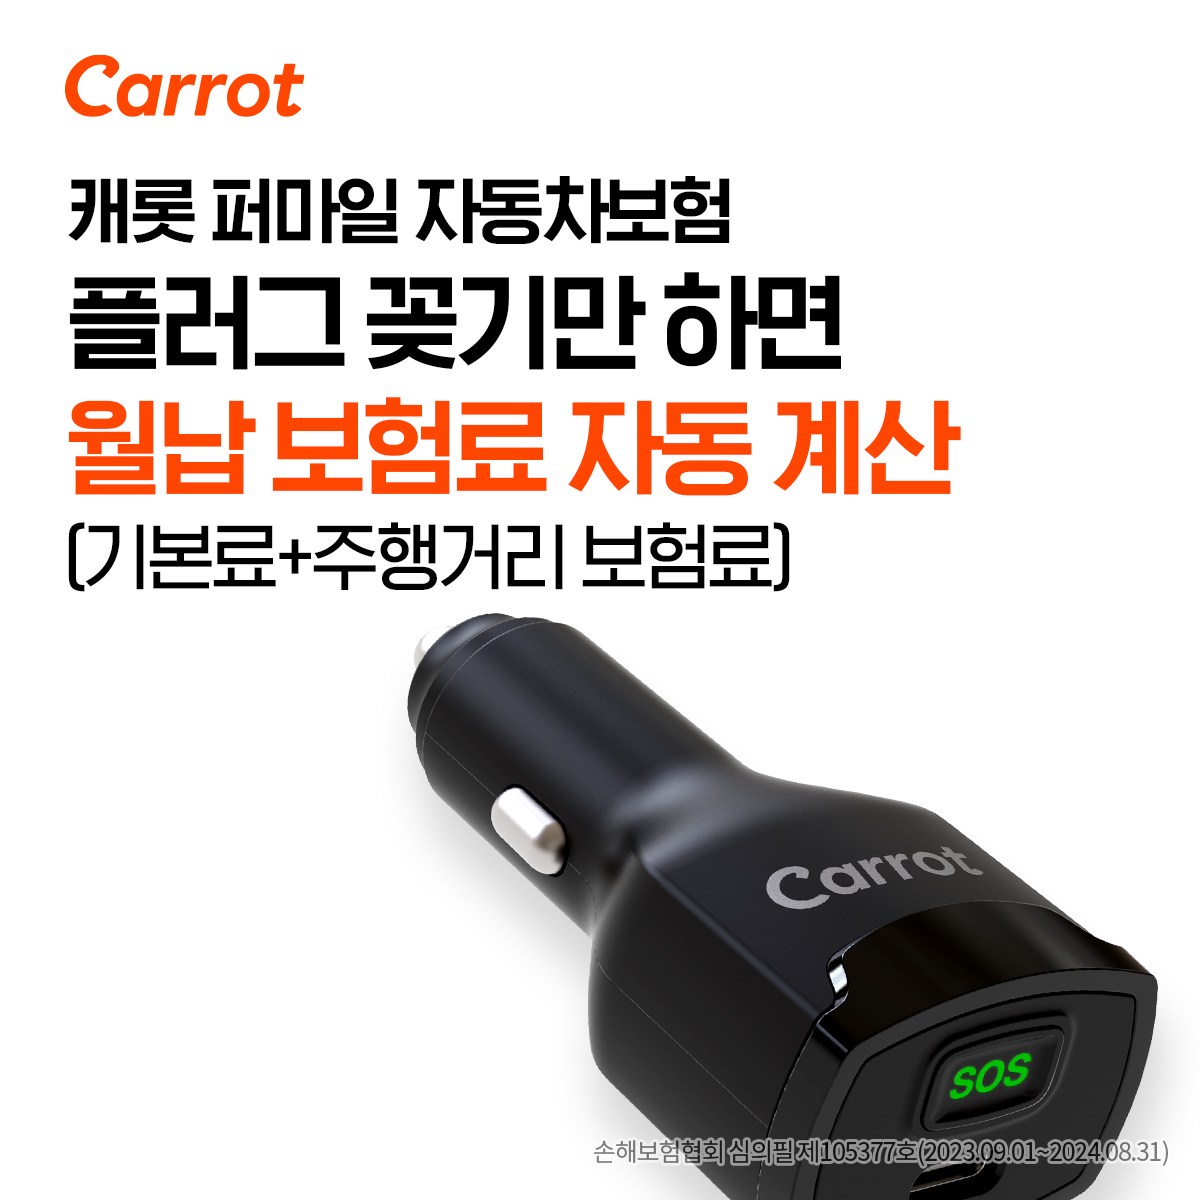 Carrot
캐롯 퍼마일 자동차보험
플러그 꽂기만 하면
월납 보험료 자동 계산
(기본료+주행거리 보험료)
Carrot
SOS
손해보험협회 심의필 제105377호(2023.09.01~2024.08.31)